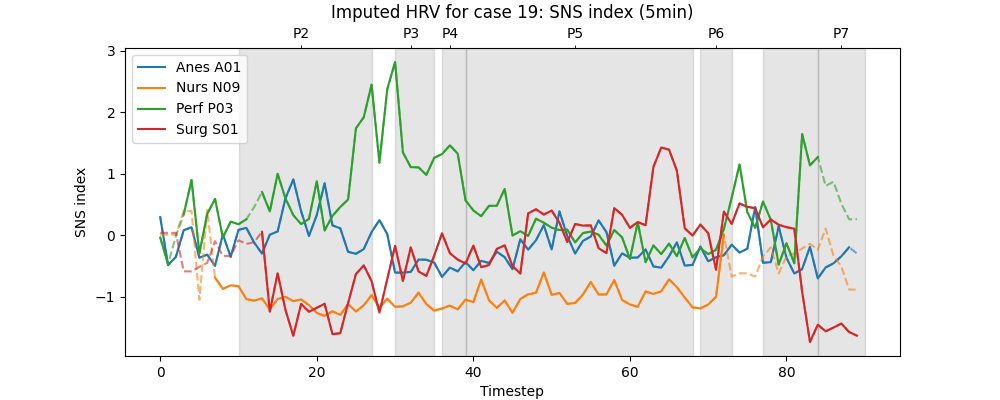 Imputed HRV for case 19: SNS index (5min)
P2 P3 P4 P5 P6 P7
Anes A01
Nurs N09
Perf P03
Surg S01
SNS index
3
2
1
0
−1
0 20 40 60 80
Timestep